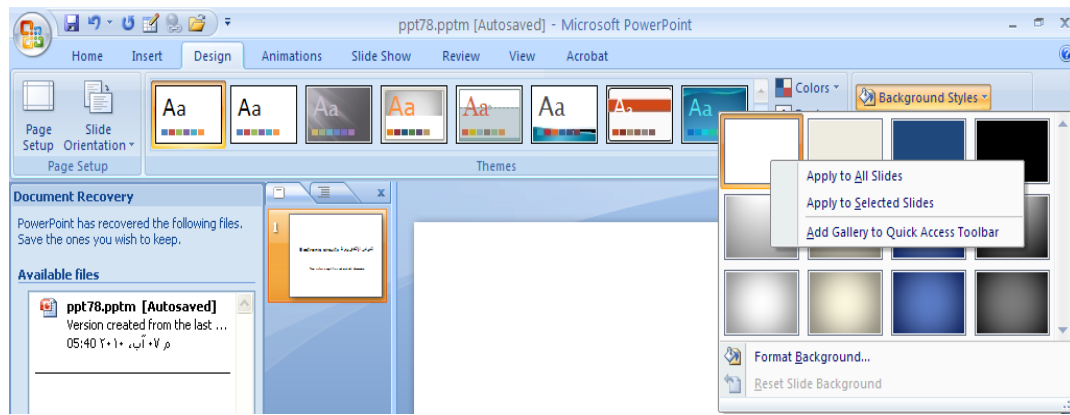 ppt78.pptm [Autosaved] - Microsoft PowerPoint
Home Insert Design Animations Slide Show Review View Acrobat
Aa Aa Aa Aa Aa Aa Aa Aa
Colors
Background Styles
Page Setup
Slide Orientation
Page Setup
Themes
Apply to All Slides
Apply to Selected Slides
Add Gallery to Quick Access Toolbar
Format Background...
Reset Slide Background
Document Recovery
PowerPoint has recovered the following files.
Save the ones you wish to keep.
Available files
ppt78.pptm [Autosaved]
Version created from the last ...
05:40 م ٠٧ آب، ٢٠١٠
1